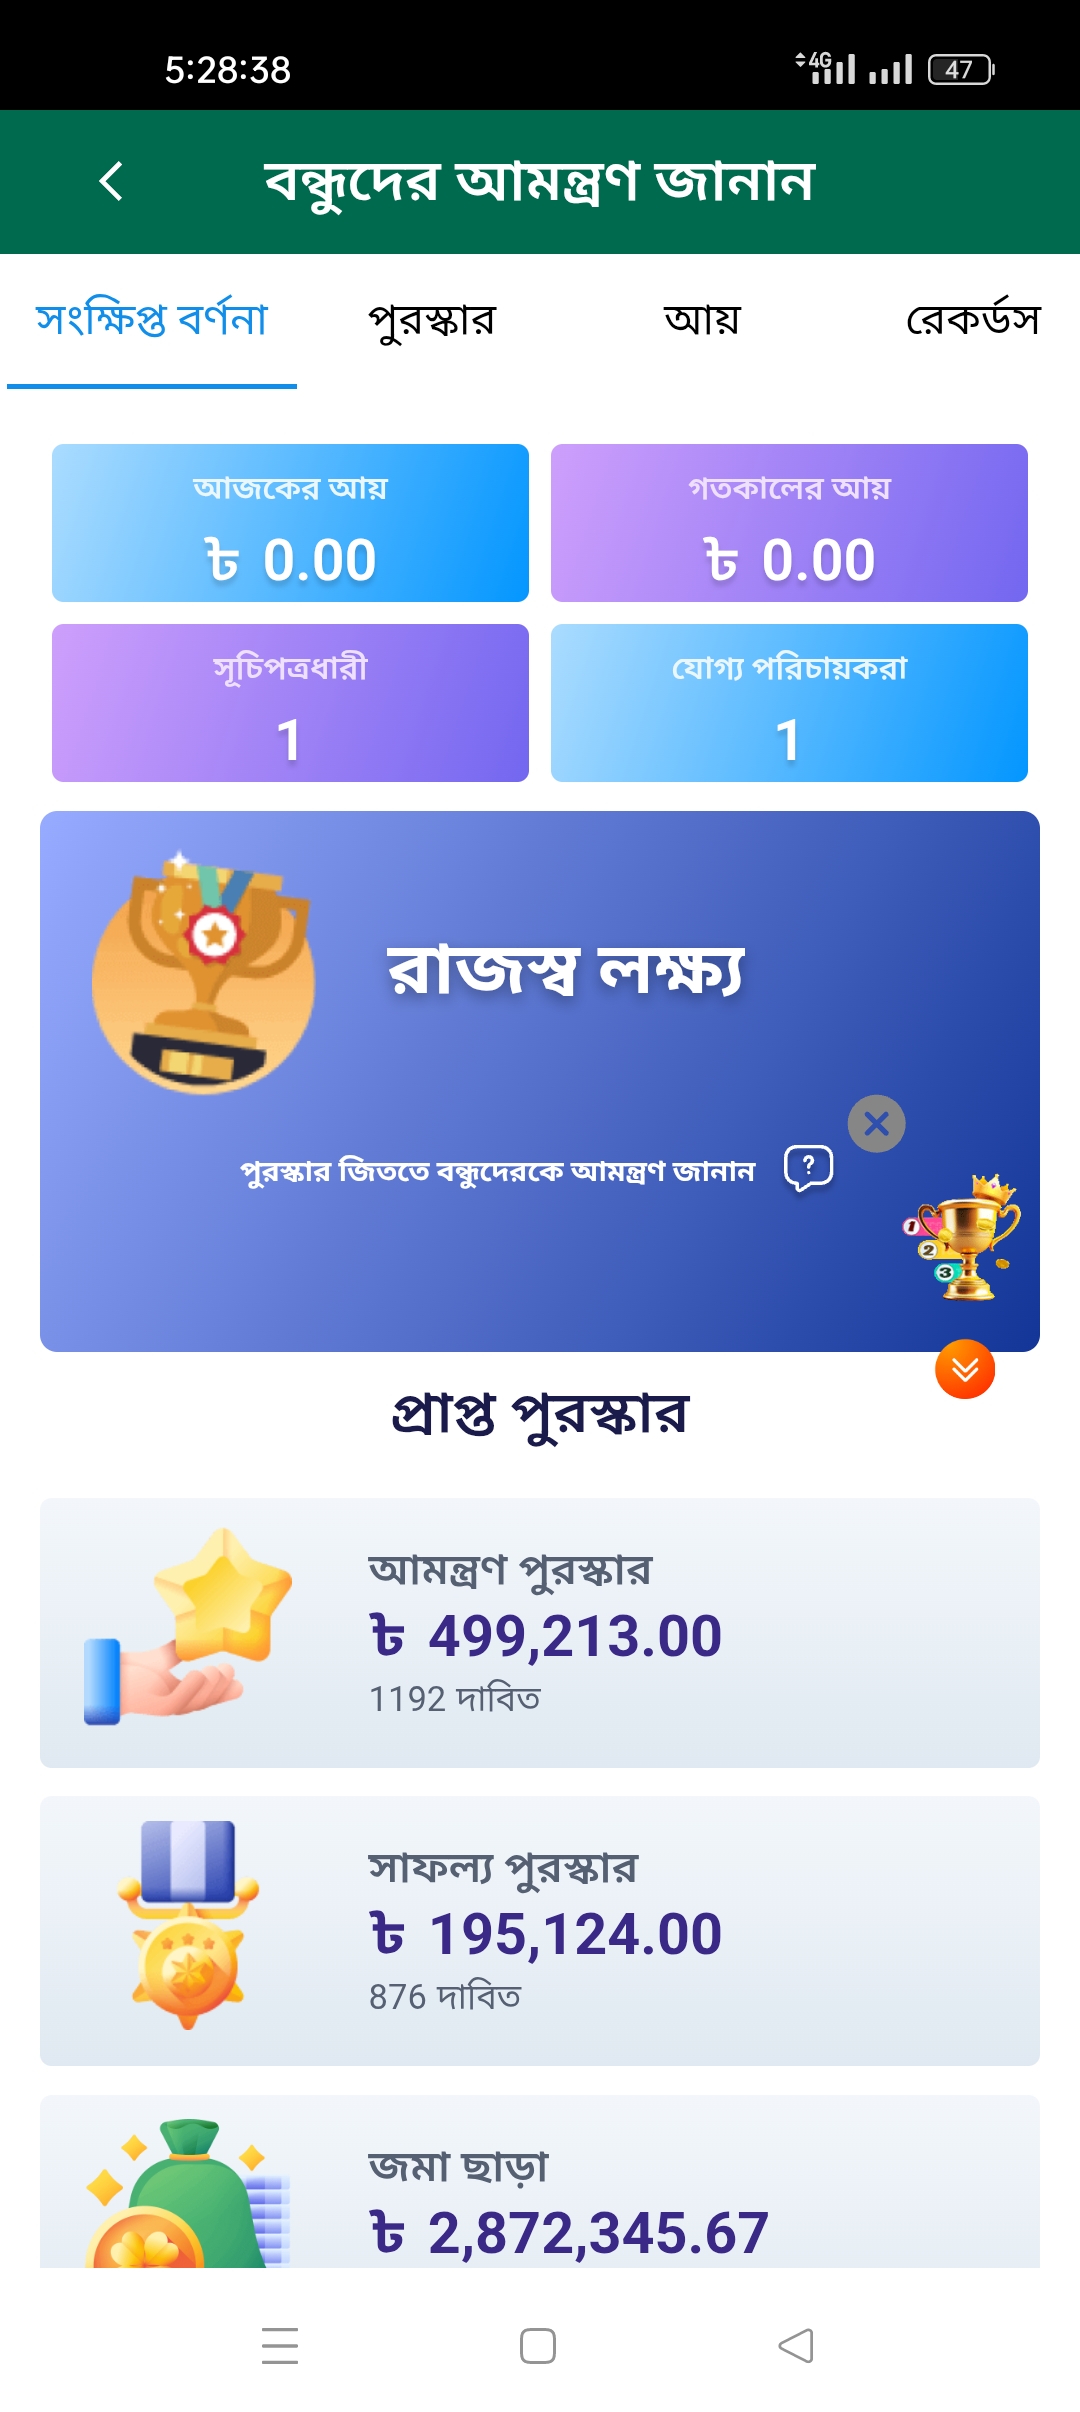 5:28:38
4G
47
বন্ধুদের আমন্ত্রণ জানান
সংক্ষিপ্ত বর্ণনা
পুরস্কার
আয়
রেকর্ডস
আজকের আয়
৳ 0.00
গতকালের আয়
৳ 0.00
সূচিপত্রধারী
1
যোগ্য পরিচায়করা
1
রাজস্ব লক্ষ্য
পুরস্কার জিততে বন্ধুদেরকে আমন্ত্রণ জানান
?
1
2
3
প্রাপ্ত পুরস্কার
আমন্ত্রণ পুরস্কার
৳ 499,213.00
1192 দাবিত
সাফল্য পুরস্কার
৳ 195,124.00
876 দাবিত
জমা ছাড়া
৳ 2,872,345.67